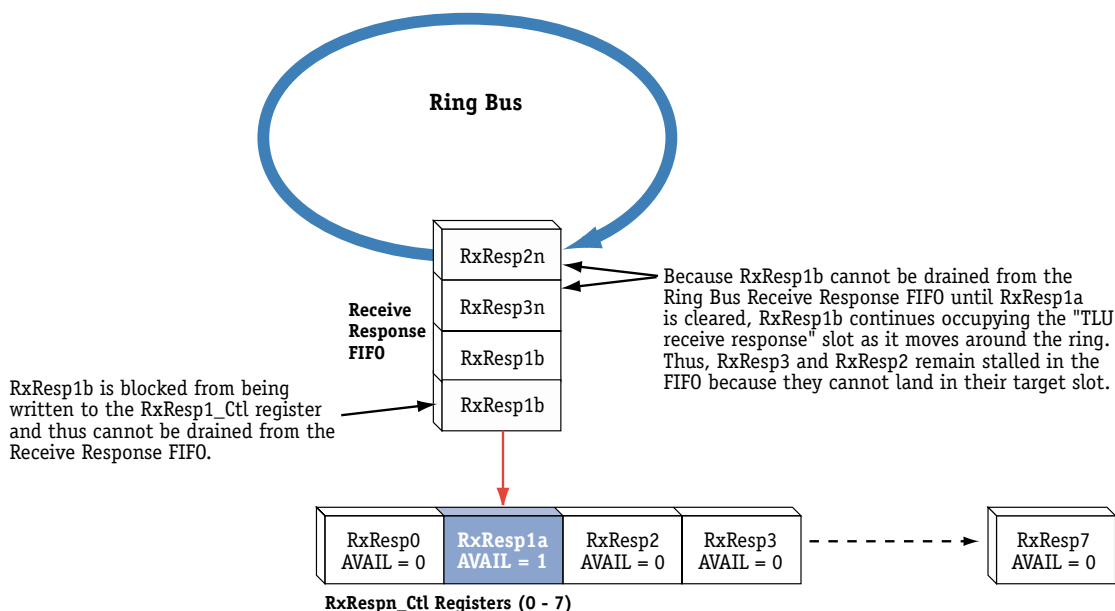 Ring Bus
RxResp2n
RxResp3n
RxResp1b
RxResp1b
Receive
Response
FIFO
Because RxResp1b cannot be drained from the
Ring Bus Receive Response FIFO until RxResp1a
is cleared, RxResp1b continues occupying the "TLU
receive response" slot as it moves around the ring.
Thus, RxResp3 and RxResp2 remain stalled in the
FIFO because they cannot land in their target slot.
RxResp1b is blocked from being
written to the RxResp1_Ctl register
and thus cannot be drained from the
Receive Response FIFO.
RxResp0
AVAIL = 0
RxResp1a
AVAIL = 1
RxResp2
AVAIL = 0
RxResp3
AVAIL = 0
RxResp7
AVAIL = 0
RxRespn_Ctl Registers (0 - 7)